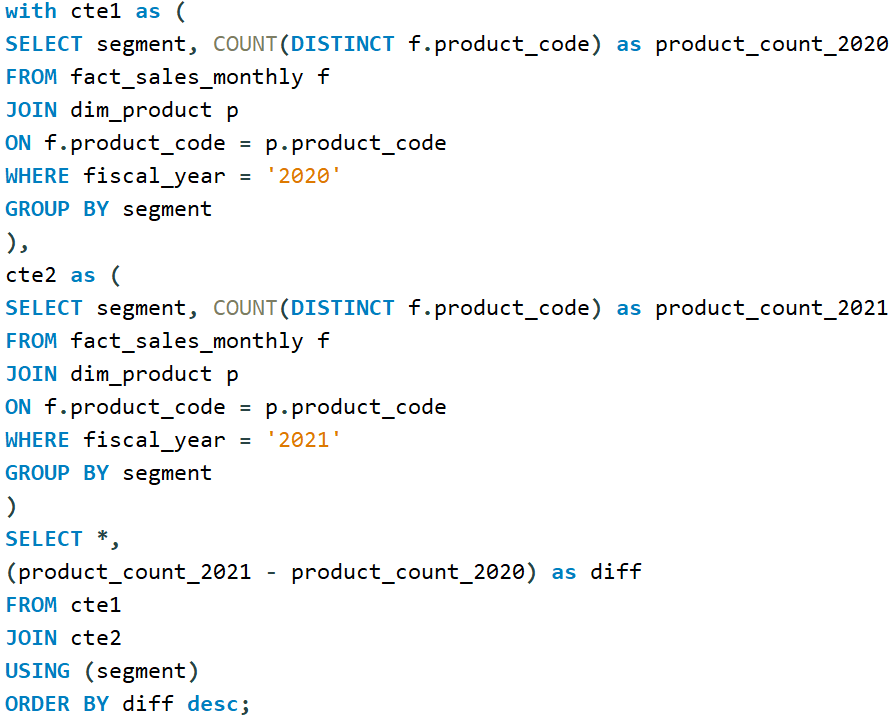 with cte1 as (
SELECT segment, COUNT(DISTINCT f.product_code) as product_count_2020
FROM fact_sales_monthly f
JOIN dim_product p
ON f.product_code = p.product_code
WHERE fiscal_year = '2020'
GROUP BY segment
),
cte2 as (
SELECT segment, COUNT(DISTINCT f.product_code) as product_count_2021
FROM fact_sales_monthly f
JOIN dim_product p
ON f.product_code = p.product_code
WHERE fiscal_year = '2021'
GROUP BY segment
)
SELECT *,
(product_count_2021 - product_count_2020) as diff
FROM cte1
JOIN cte2
USING (segment)
ORDER BY diff desc;